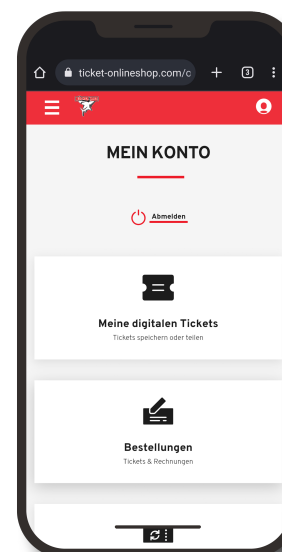 ticket-onlineshop.com/c
3
MEIN KONTO
Abmelden
Meine digitalen Tickets
Tickets speichern oder teilen
Bestellungen
Tickets & Rechnungen